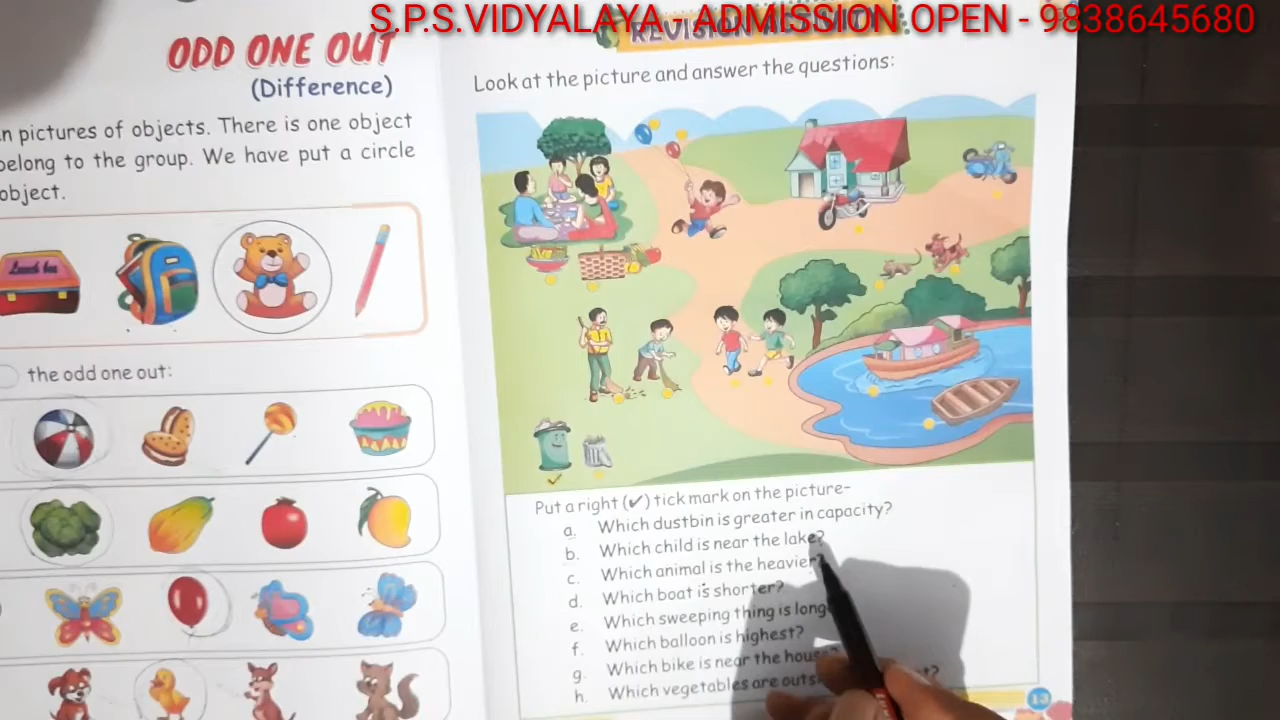 S.P.S.VIDYALAYA - ADMISSION OPEN - 9838645680
ODD ONE OUT
(Difference)
n pictures of objects. There is one object
belong to the group. We have put a circle
object.
Lunch box
the odd one out:
REVISION ACTIVITY
Look at the picture and answer the questions:
Put a right (✔) tick mark on the picture-
a. Which dustbin is greater in capacity?
b. Which child is near the lake?
c. Which animal is the heavier?
d. Which boat is shorter?
e. Which sweeping thing is long
f. Which balloon is highest?
g. Which bike is near the house?
h. Which vegetables are outs t?
13